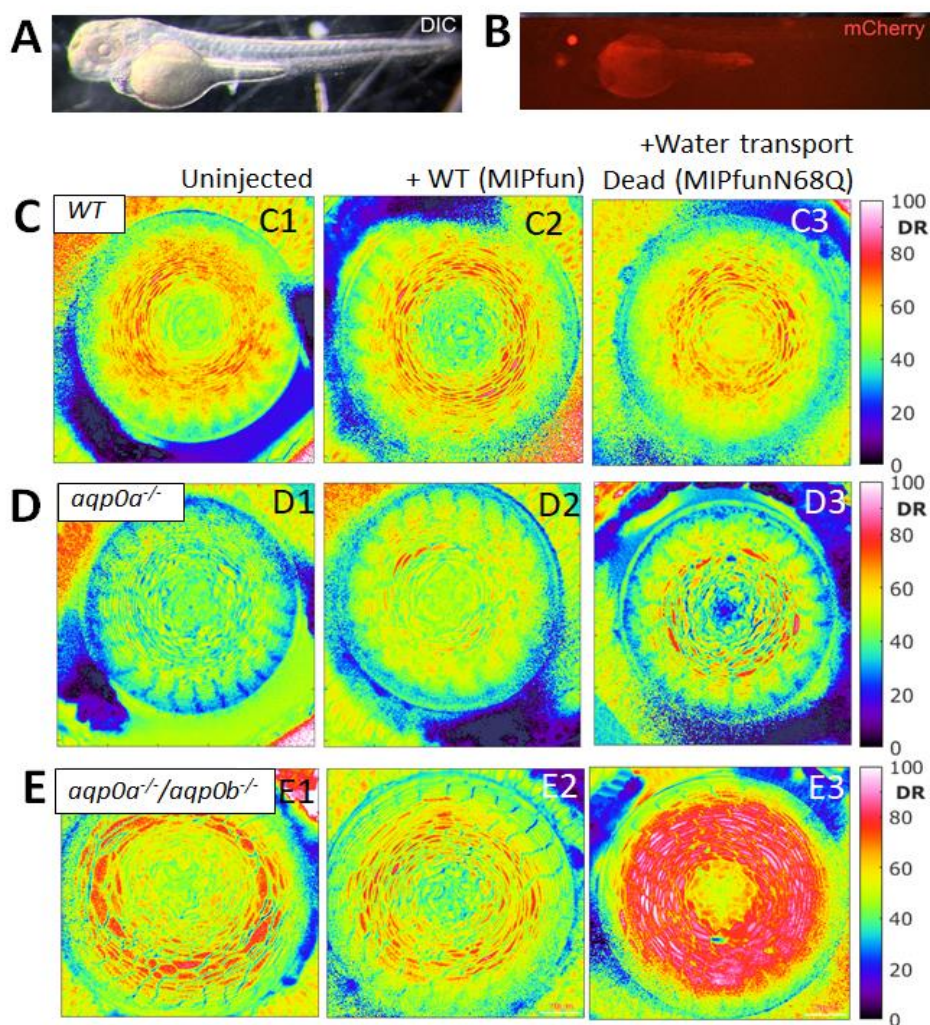 A
DIC
B
mCherry
+Water transport
Uninjected
+ WT (MIPfun)
Dead (MIPfunN68Q)
C
WT
C1
C2
C3
100
DR
80
60
40
20
0
D
aqp0a-/-
D1
D2
D3
100
DR
80
60
40
20
0
E
aqp0a-/-/aqp0b-/-
E1
E2
E3
100
DR
80
60
40
20
0